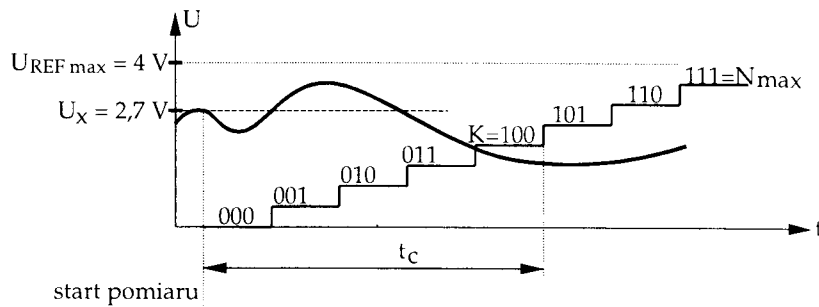 U
U_REF max = 4 V
111=N_max
110
U_x = 2,7 V
101
K=100
011
010
001
000
t
t_c
start pomiaru